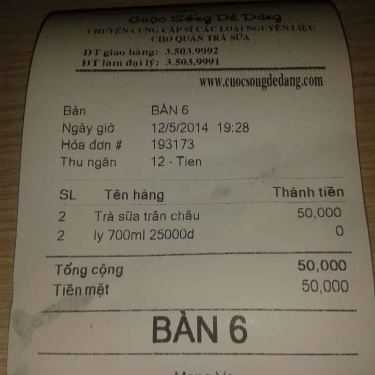 Cuộc Sống Dễ Dàng
CHUYÊN CUNG CẤP SỈ CÁC LOẠI NGUYÊN LIỆU
CHO QUÁN TRÀ SỮA
ĐT giao hàng: 3.503.9992
ĐT làm đại lý: 3.503.9991
www.cuocsongdedang.com
Bàn BÀN 6
Ngày giờ 12/5/2014 19:28
Hóa đơn # 193173
Thu ngân 12 - Tien
SL Tên hàng Thành tiền
2 Trà sữa trân châu 50,000
2 ly 700ml 25000d 0
Tổng cộng 50,000
Tiền mặt 50,000
BÀN 6